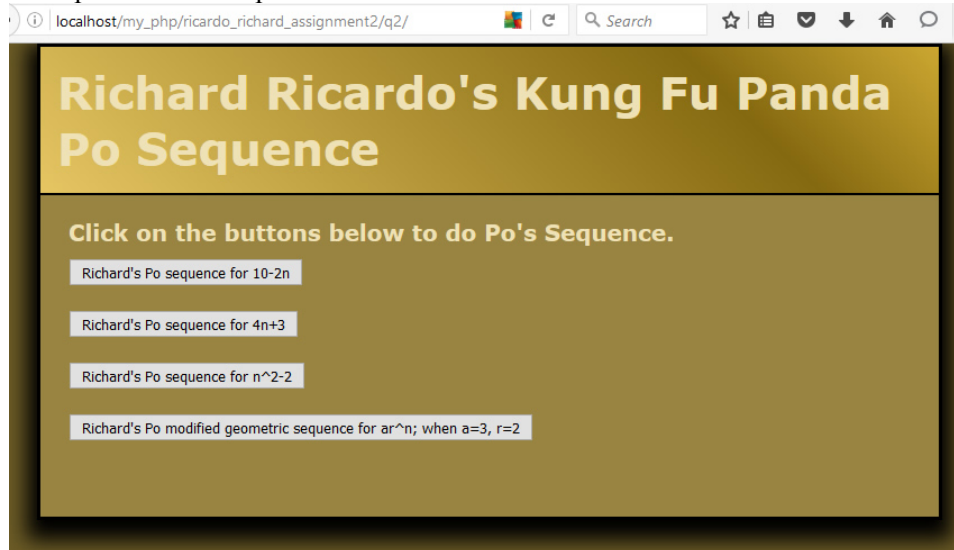 localhost/my_php/ricardo_richard_assignment2/q2/
Search
Richard Ricardo's Kung Fu Panda
Po Sequence
Click on the buttons below to do Po's Sequence.
Richard's Po sequence for 10-2n
Richard's Po sequence for 4n+3
Richard's Po sequence for n^2-2
Richard's Po modified geometric sequence for ar^n; when a=3, r=2